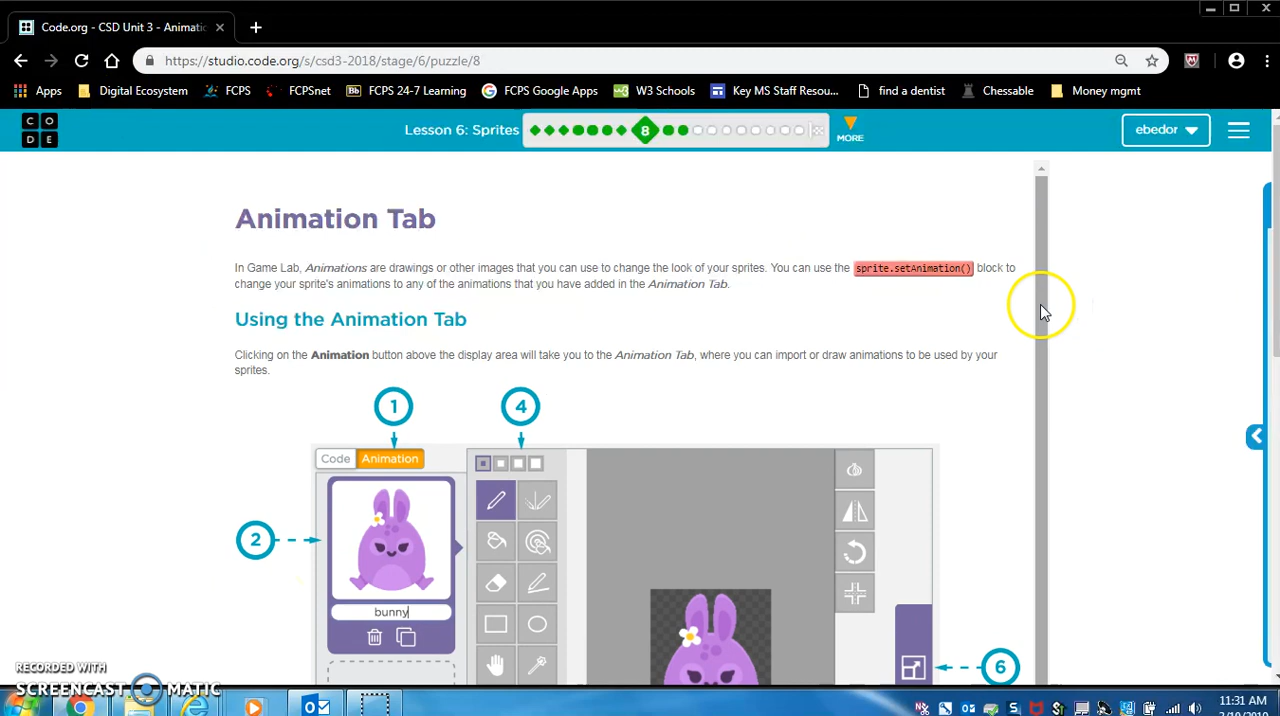 Code.org - CSD Unit 3 - Animatic
https://studio.code.org/s/csd3-2018/stage/6/puzzle/8
Apps Digital Ecosystem FCPS FCPSnet Bb FCPS 24-7 Learning G FCPS Google Apps W3 Schools Key MS Staff Resou... find a dentist Chessable Money mgmt
C O D E
Lesson 6: Sprites 8 MORE ebedor
Animation Tab
In Game Lab, Animations are drawings or other images that you can use to change the look of your sprites. You can use the sprite.setAnimation() block to
change your sprite's animations to any of the animations that you have added in the Animation Tab.
Using the Animation Tab
Clicking on the Animation button above the display area will take you to the Animation Tab, where you can import or draw animations to be used by your
sprites.
1 4
Code Animation
2
bunny
6
RECORDED WITH
SCREENCAST MATIC
11:31 AM